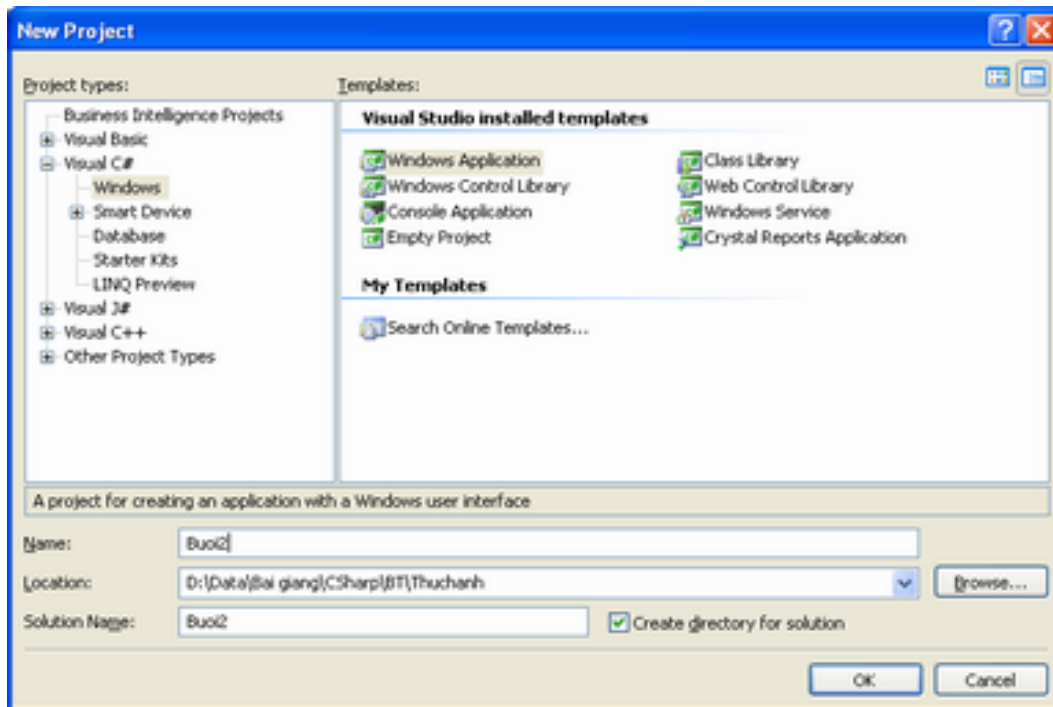 New Project
Project types:
Templates:
Business Intelligence Projects
Visual Basic
Visual C#
Windows
Smart Device
Database
Starter Kits
LINQ Preview
Visual J#
Visual C++
Other Project Types
Visual Studio installed templates
Windows Application
Class Library
Windows Control Library
Web Control Library
Console Application
Windows Service
Empty Project
Crystal Reports Application
My Templates
Search Online Templates...
A project for creating an application with a Windows user interface
Name: Buoi2
Location: D:\Data\Bai giang\CSharp\BT\Thuchanh Browse...
Solution Name: Buoi2 Create directory for solution
OK Cancel